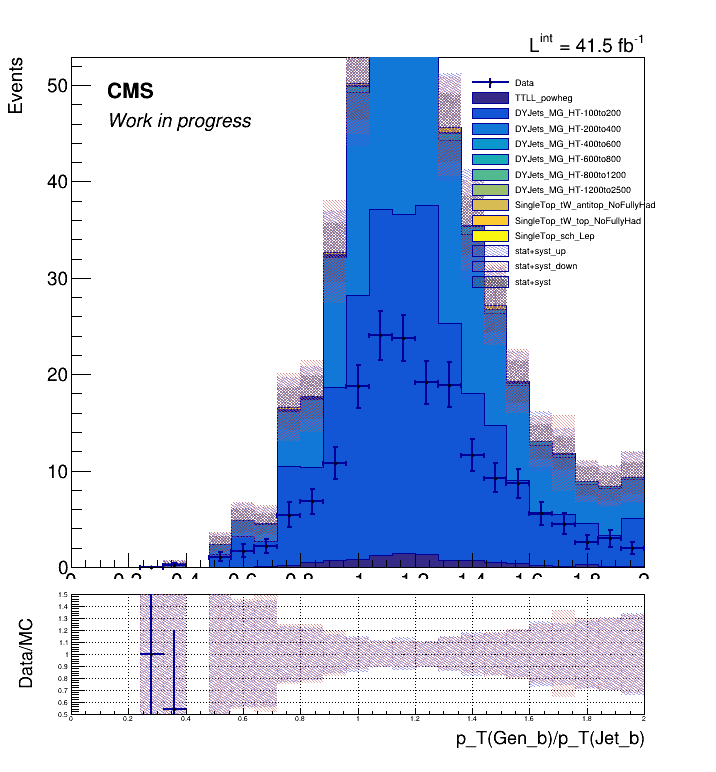 L^int = 41.5 fb^-1
Events
CMS
Work in progress
Data
TTLL_powheg
DYJets_MG_HT-100to200
DYJets_MG_HT-200to400
DYJets_MG_HT-400to600
DYJets_MG_HT-600to800
DYJets_MG_HT-800to1200
DYJets_MG_HT-1200to2500
SingleTop_tW_antitop_NoFullyHad
SingleTop_tW_top_NoFullyHad
SingleTop_sch_Lep
stat+syst_up
stat+syst_down
stat+syst
50
40
30
20
10
0
0 0.2 0.4 0.6 0.8 1 1.2 1.4 1.6 1.8 2
Data/MC
1.5
1.4
1.3
1.2
1.1
1
0.9
0.8
0.7
0.6
0.5
0 0.2 0.4 0.6 0.8 1 1.2 1.4 1.6 1.8 2
p_T(Gen_b)/p_T(Jet_b)